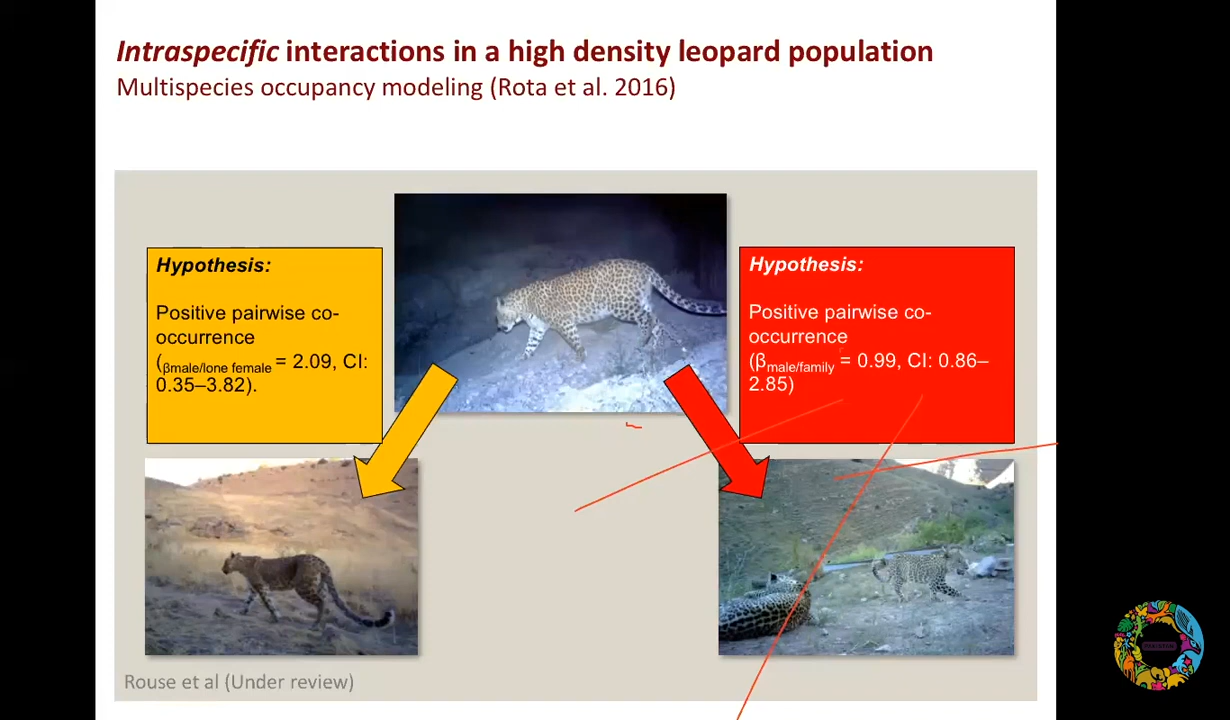 Intraspecific interactions in a high density leopard population
Multispecies occupancy modeling (Rota et al. 2016)
Hypothesis:
Positive pairwise co-
occurrence
(βmale/lone female = 2.09, CI:
0.35–3.82).
Hypothesis:
Positive pairwise co-
occurrence
(βmale/family = 0.99, CI: 0.86–
2.85)
Rouse et al (Under review)